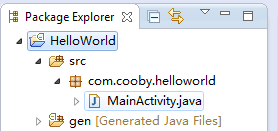 Package Explorer
HelloWorld
src
com.cooby.helloworld
MainActivity.java
gen [Generated Java Files]